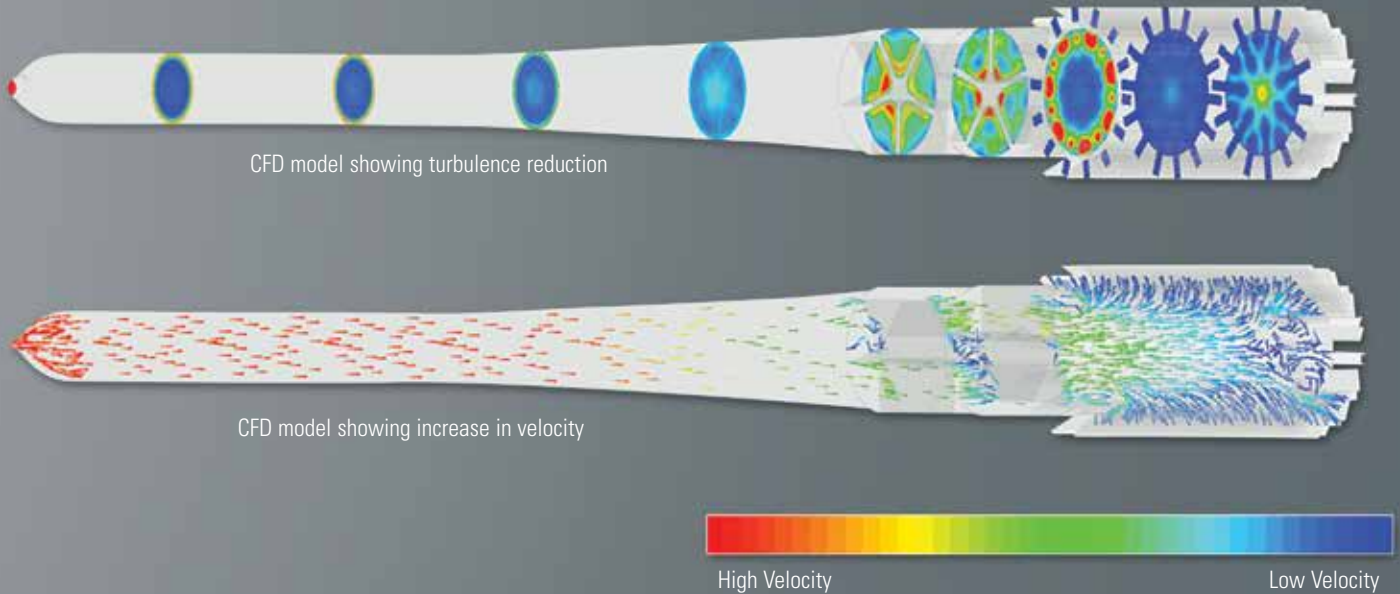 CFD model showing turbulence reduction
CFD model showing increase in velocity
High Velocity
Low Velocity